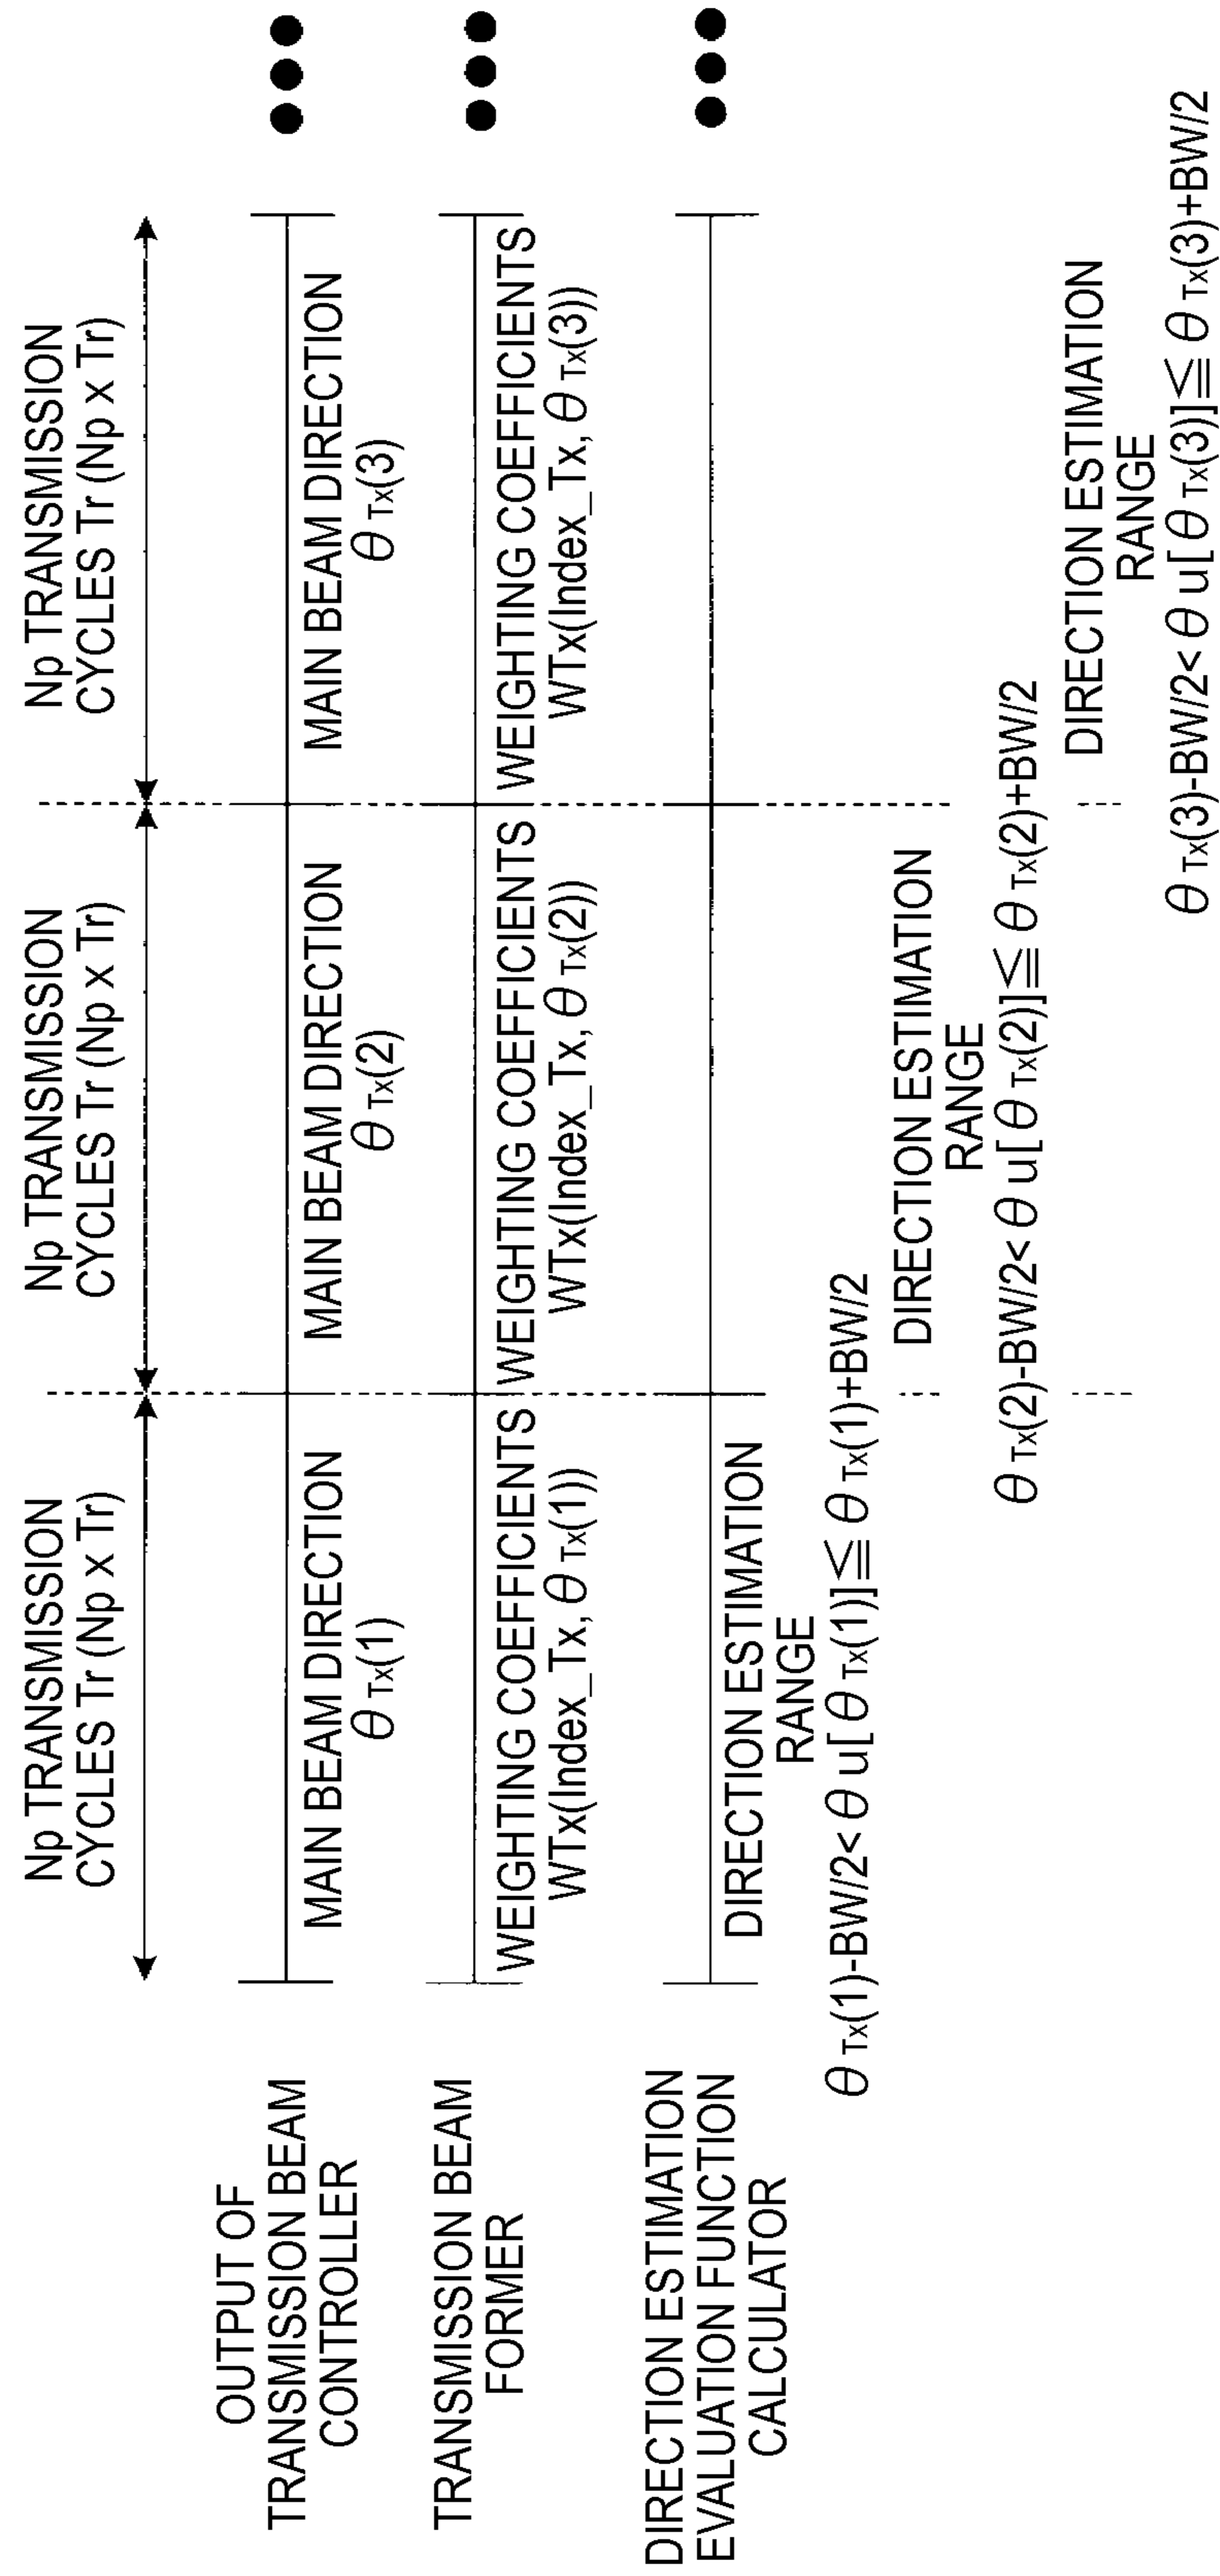 Np TRANSMISSION
CYCLES Tr (Np x Tr)
Np TRANSMISSION
CYCLES Tr (Np x Tr)
Np TRANSMISSION
CYCLES Tr (Np x Tr)
OUTPUT OF
TRANSMISSION BEAM
CONTROLLER
MAIN BEAM DIRECTION
θ Tx(1)
MAIN BEAM DIRECTION
θ Tx(2)
MAIN BEAM DIRECTION
θ Tx(3)
TRANSMISSION BEAM
FORMER
WEIGHTING COEFFICIENTS
WTx(Index_Tx, θ Tx(1))
WEIGHTING COEFFICIENTS
WTx(Index_Tx, θ Tx(2))
WEIGHTING COEFFICIENTS
WTx(Index_Tx, θ Tx(3))
DIRECTION ESTIMATION
EVALUATION FUNCTION
CALCULATOR
DIRECTION ESTIMATION
RANGE
θ Tx(1)-BW/2< θ u[ θ Tx(1)]≦ θ Tx(1)+BW/2
DIRECTION ESTIMATION
RANGE
θ Tx(2)-BW/2< θ u[ θ Tx(2)]≦ θ Tx(2)+BW/2
DIRECTION ESTIMATION
RANGE
θ Tx(3)-BW/2< θ u[ θ Tx(3)]≦ θ Tx(3)+BW/2